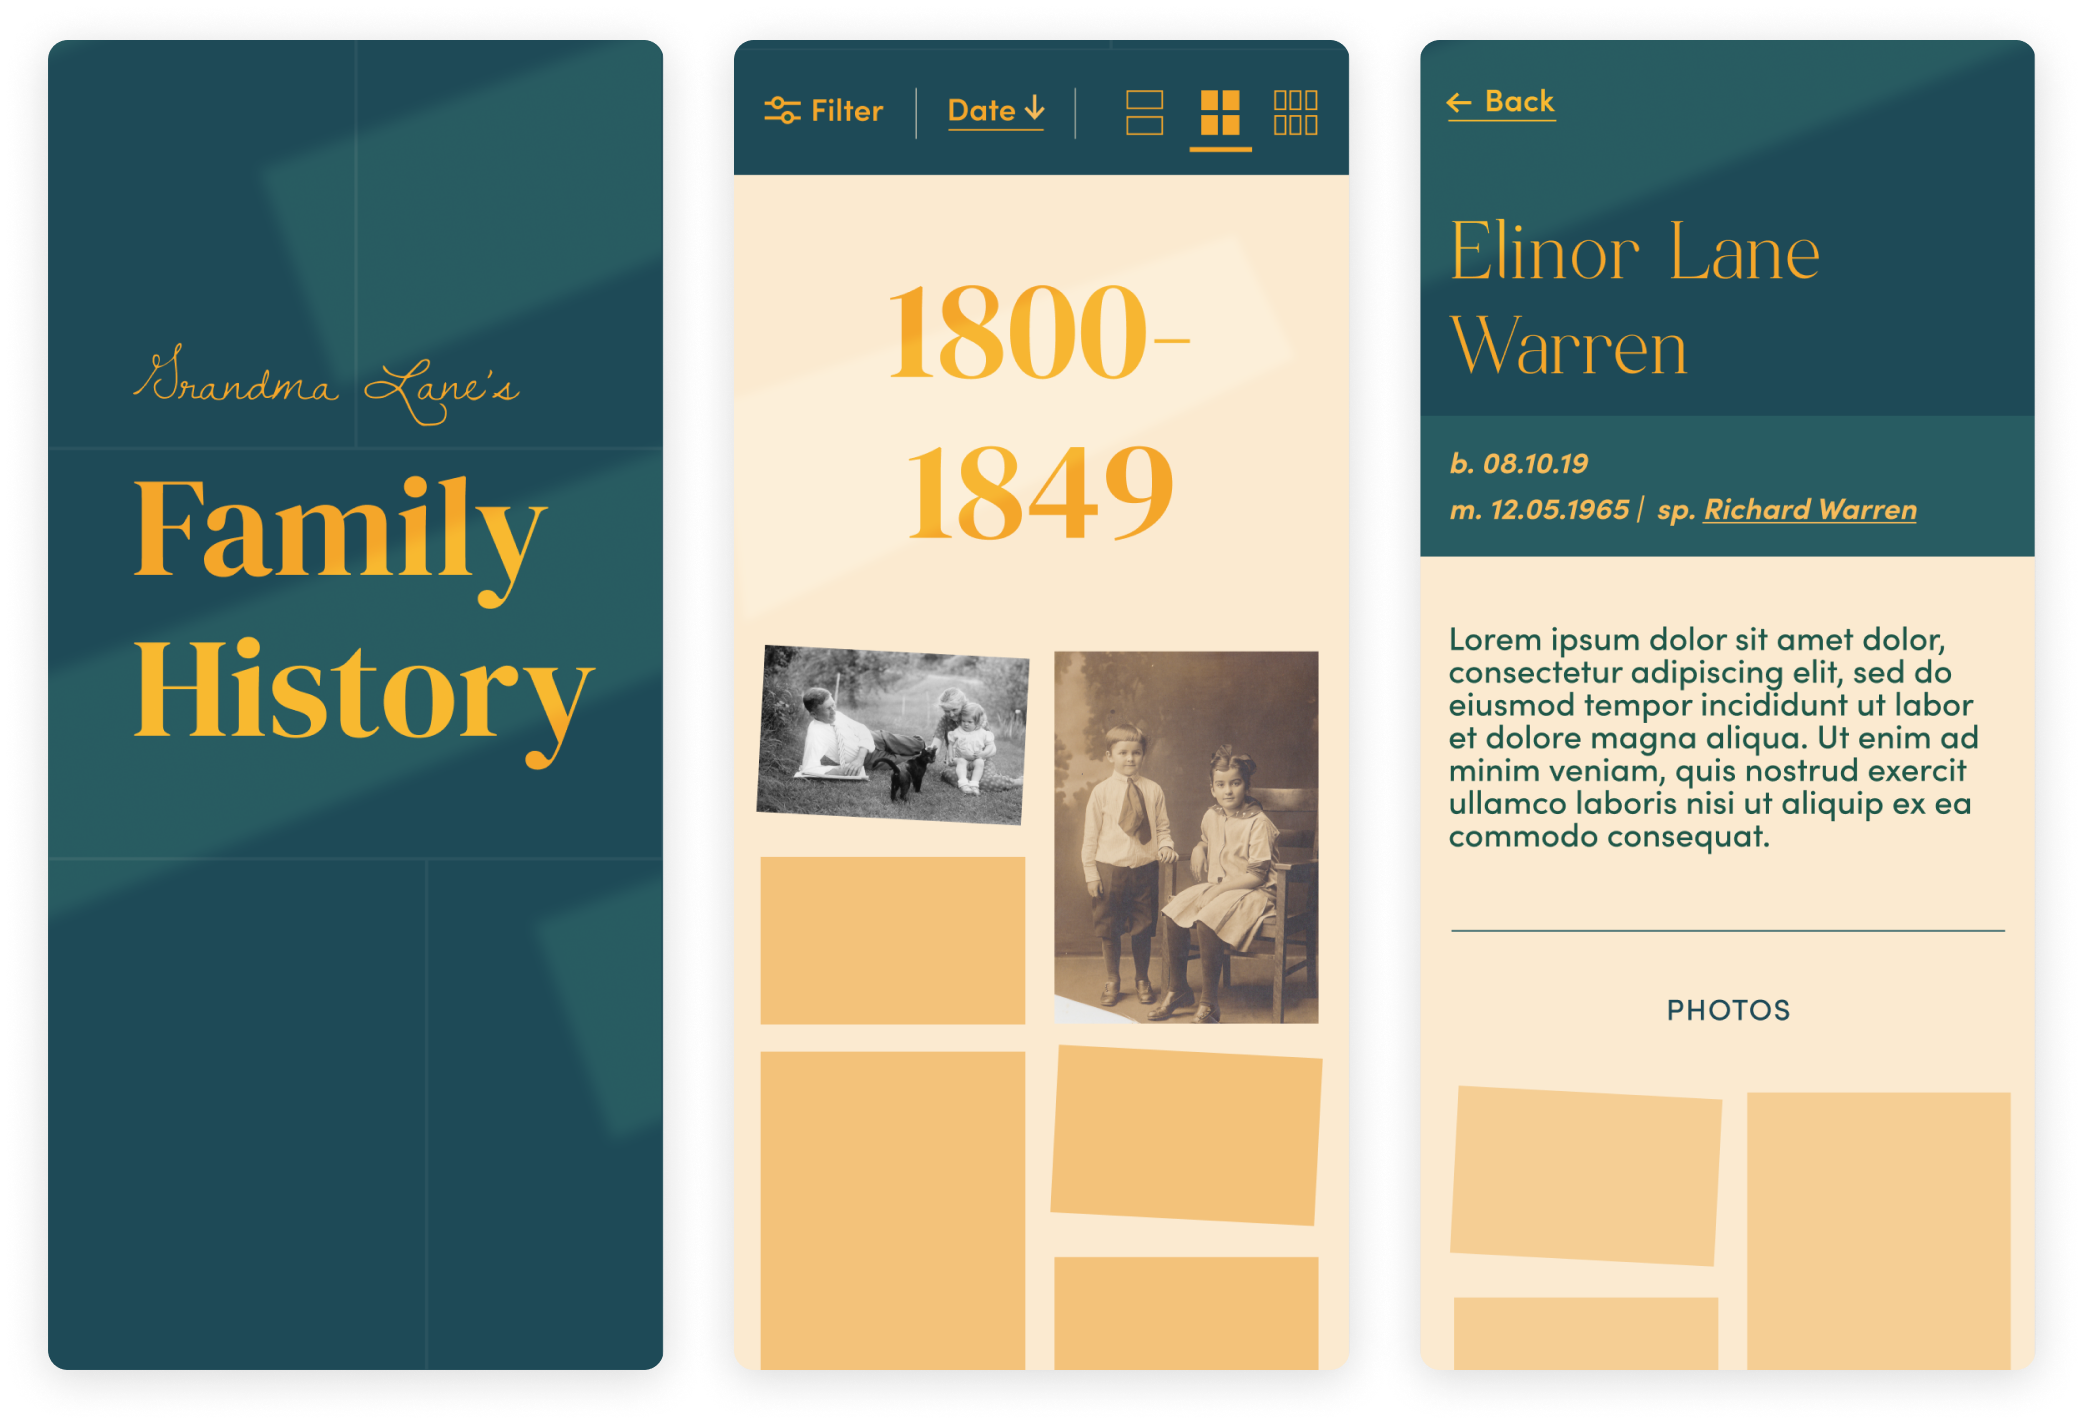 Grandma Lane's
Family
History
Filter
Date
1800–
1849
Back
Elinor Lane
Warren
b. 08.10.19
m. 12.05.1965 | sp. Richard Warren
Lorem ipsum dolor sit amet dolor,
consectetur adipiscing elit, sed do
eiusmod tempor incididunt ut labor
et dolore magna aliqua. Ut enim ad
minim veniam, quis nostrud exercit
ullamco laboris nisi ut aliquip ex ea
commodo consequat.
PHOTOS